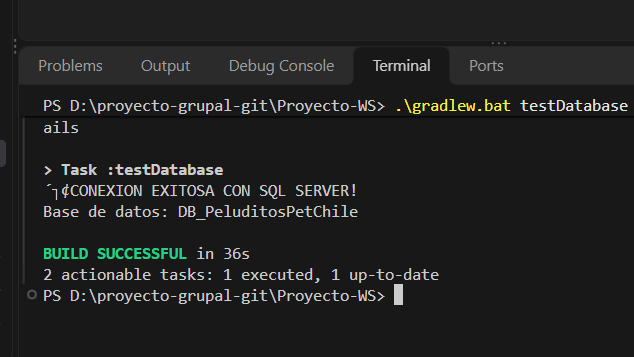 Problems Output Debug Console Terminal Ports
PS D:\proyecto-grupal-git\Proyecto-WS> .\gradlew.bat testDatabase
ails
> Task :testDatabase
´┐¢CONEXION EXITOSA CON SQL SERVER!
Base de datos: DB_PeluditosPetChile
BUILD SUCCESSFUL in 36s
2 actionable tasks: 1 executed, 1 up-to-date
PS D:\proyecto-grupal-git\Proyecto-WS>